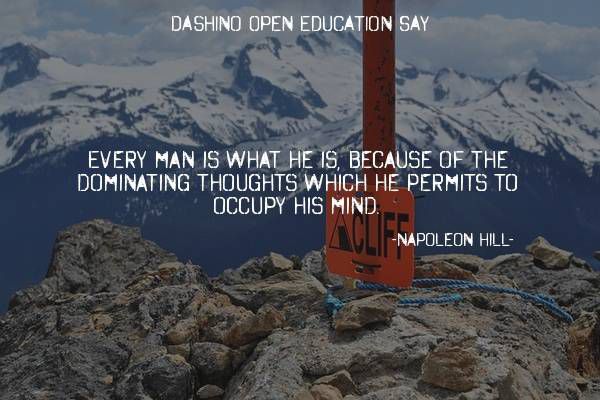 DASHINO OPEN EDUCATION SAY
EVERY MAN IS WHAT HE IS, BECAUSE OF THE
DOMINATING THOUGHTS WHICH HE PERMITS TO
OCCUPY HIS MIND.
-NAPOLEON HILL-
CLIFF